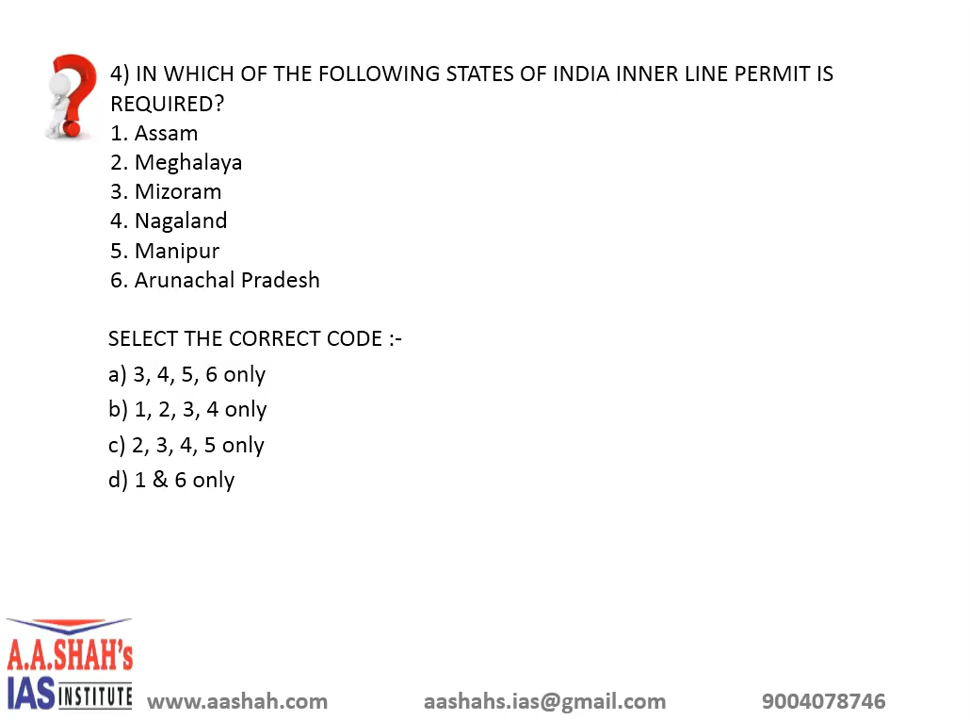 4) IN WHICH OF THE FOLLOWING STATES OF INDIA INNER LINE PERMIT IS
REQUIRED?
1. Assam
2. Meghalaya
3. Mizoram
4. Nagaland
5. Manipur
6. Arunachal Pradesh
SELECT THE CORRECT CODE :-
a) 3, 4, 5, 6 only
b) 1, 2, 3, 4 only
c) 2, 3, 4, 5 only
d) 1 & 6 only
A.A.SHAH's
IAS INSTITUTE
www.aashah.com aashahs.ias@gmail.com 9004078746